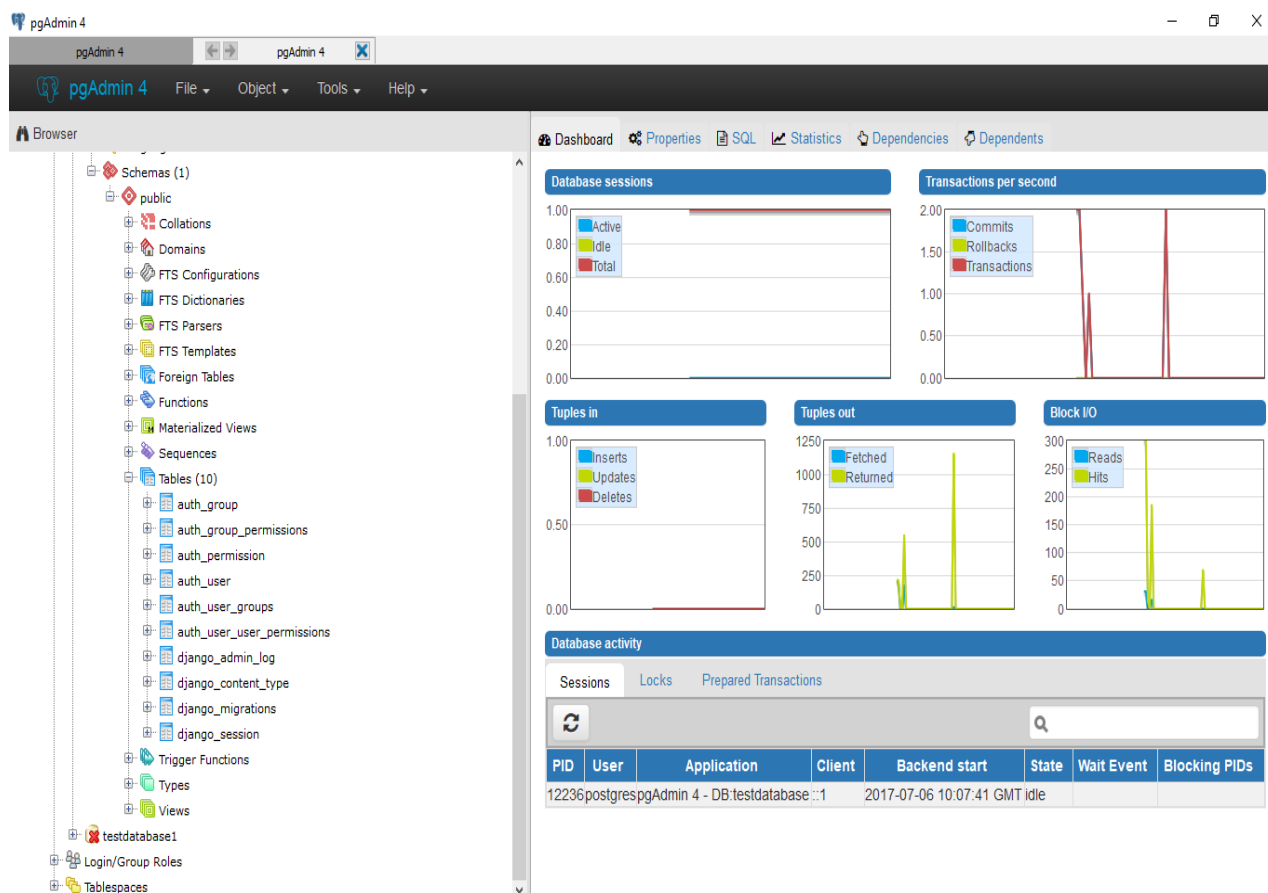 pgAdmin 4
pgAdmin 4
pgAdmin 4
pgAdmin 4 File Object Tools Help
Browser
Schemas (1)
public
Collations
Domains
FTS Configurations
FTS Dictionaries
FTS Parsers
FTS Templates
Foreign Tables
Functions
Materialized Views
Sequences
Tables (10)
auth_group
auth_group_permissions
auth_permission
auth_user
auth_user_groups
auth_user_user_permissions
django_admin_log
django_content_type
django_migrations
django_session
Trigger Functions
Types
Views
testdatabase1
Login/Group Roles
Tablespaces
Dashboard Properties SQL Statistics Dependencies Dependents
Database sessions
1.00
0.80
0.60
0.40
0.20
0.00
Active
Idle
Total
Transactions per second
2.00
1.50
1.00
0.50
0.00
Commits
Rollbacks
Transactions
Tuples in
1.00
0.50
0.00
Inserts
Updates
Deletes
Tuples out
1250
1000
750
500
250
0
Fetched
Returned
Block I/O
300
250
200
150
100
50
0
Reads
Hits
Database activity
Sessions Locks Prepared Transactions
PID User Application Client Backend start State Wait Event Blocking PIDs
12236 postgres pgAdmin 4 - DB:testdatabase ::1 2017-07-06 10:07:41 GMT idle